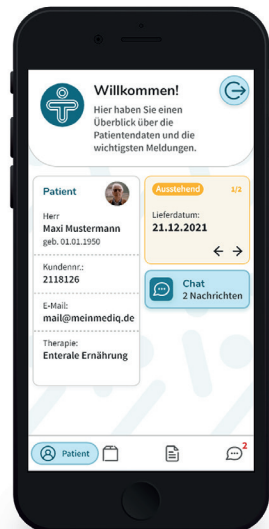 Willkommen!
Hier haben Sie einen
Überblick über die
Patientendaten und die
wichtigsten Meldungen.
Patient
Herr
Maxi Mustermann
geb. 01.01.1950
Kundennr.:
2118126
E-Mail:
mail@meinmediq.de
Therapie:
Enterale Ernährung
Ausstehend 1/2
Lieferdatum:
21.12.2021
Chat
2 Nachrichten
Patient
2